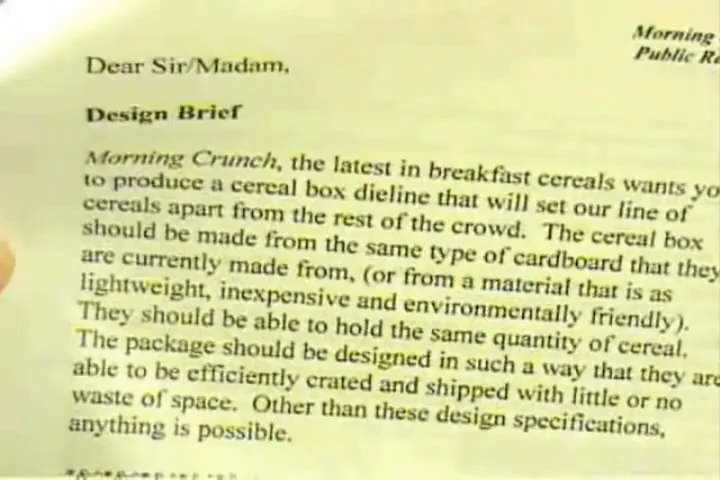 Morning
Public
Dear Sir/Madam,
Design Brief
Morning Crunch, the latest in breakfast cereals wants
to produce a cereal box dieline that will set our line of
cereals apart from the rest of the crowd. The cereal box
should be made from the same type of cardboard that they
are currently made from, (or from a material that is as
lightweight, inexpensive and environmentally friendly).
They should be able to hold the same quantity of cereal.
The package should be designed in such a way that they are
able to be efficiently crated and shipped with little or no
waste of space. Other than these design specifications,
anything is possible.